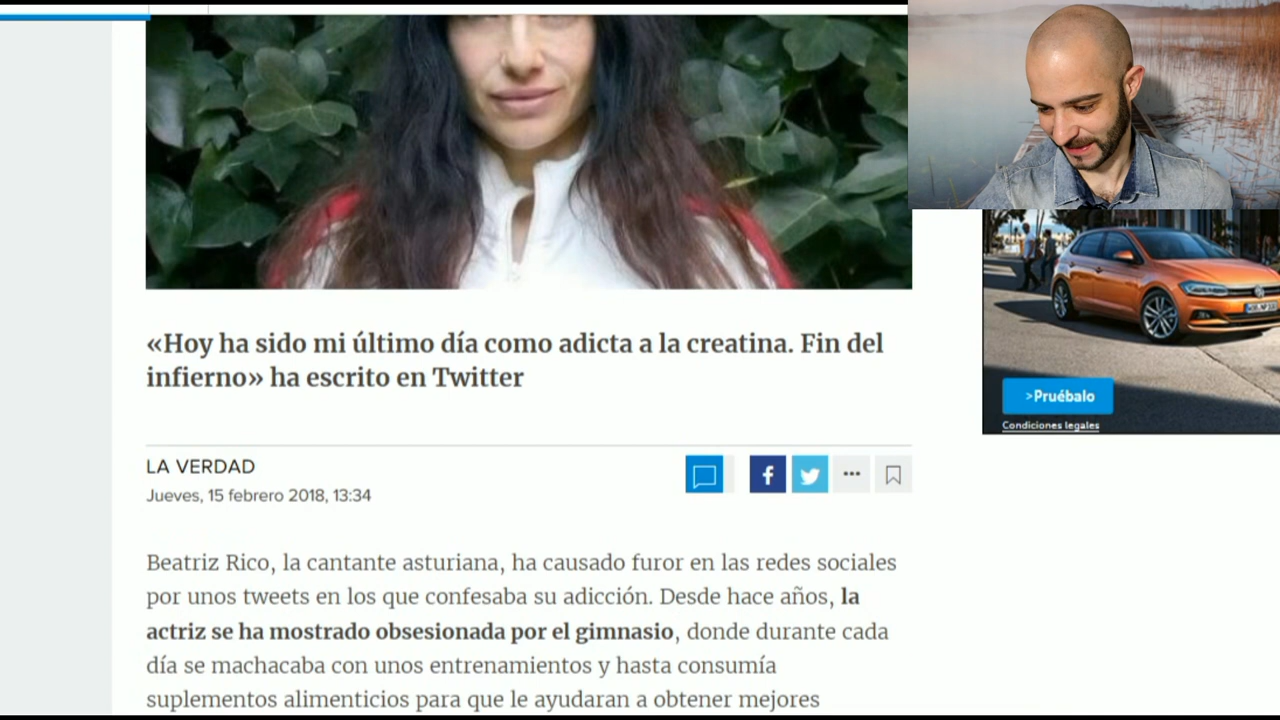 «Hoy ha sido mi último día como adicta a la creatina. Fin del
infierno» ha escrito en Twitter
LA VERDAD
Jueves, 15 febrero 2018, 13:34
Beatriz Rico, la cantante asturiana, ha causado furor en las redes sociales
por unos tweets en los que confesaba su adicción. Desde hace años, la
actriz se ha mostrado obsesionada por el gimnasio, donde durante cada
día se machacaba con unos entrenamientos y hasta consumía
suplementos alimenticios para que le ayudaran a obtener mejores
>Pruébalo
Condiciones legales